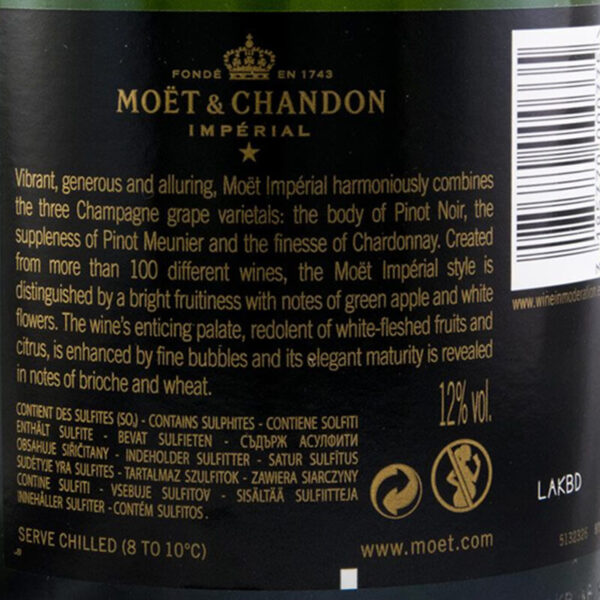 FONDÉ EN 1743
MOËT & CHANDON
IMPÉRIAL
Vibrant, generous and alluring, Moët Impérial harmoniously combines
the three Champagne grape varietals: the body of Pinot Noir, the
suppleness of Pinot Meunier and the finesse of Chardonnay. Created
from more than 100 different wines, the Moët Impérial style is
distinguished by a bright fruitiness with notes of green apple and white
flowers. The wine's enticing palate, redolent of white-fleshed fruits and
citrus, is enhanced by fine bubbles and its elegant maturity is revealed
in notes of brioche and wheat.
12% vol.
CONTIENT DES SULFITES (SO₂) - CONTAINS SULPHITES - CONTIENE SOLFITI
ENTHÄLT SULFITE - BEVAT SULFIETEN - СЪДЪРЖ АСУЛФИТИ
OBSAHUJE SIŘIČITANY - INDEHOLDER SULFITTER - SATUR SULFĪTUS
SUDĖTYJE YRA SULFITES - TARTALMAZ SZULFITOK - ZAWIERA SIARCZYNY
CONTINE SULFITI - VSEBUJE SULFITOV - SISÄLTÄÄ SULFIITTEJA
INNEHÅLLER SULFITER - CONTÉM SULFITOS.
SERVE CHILLED (8 TO 10°C)
www.moet.com
www.wineinmoderation.e
LAKBD
5132326